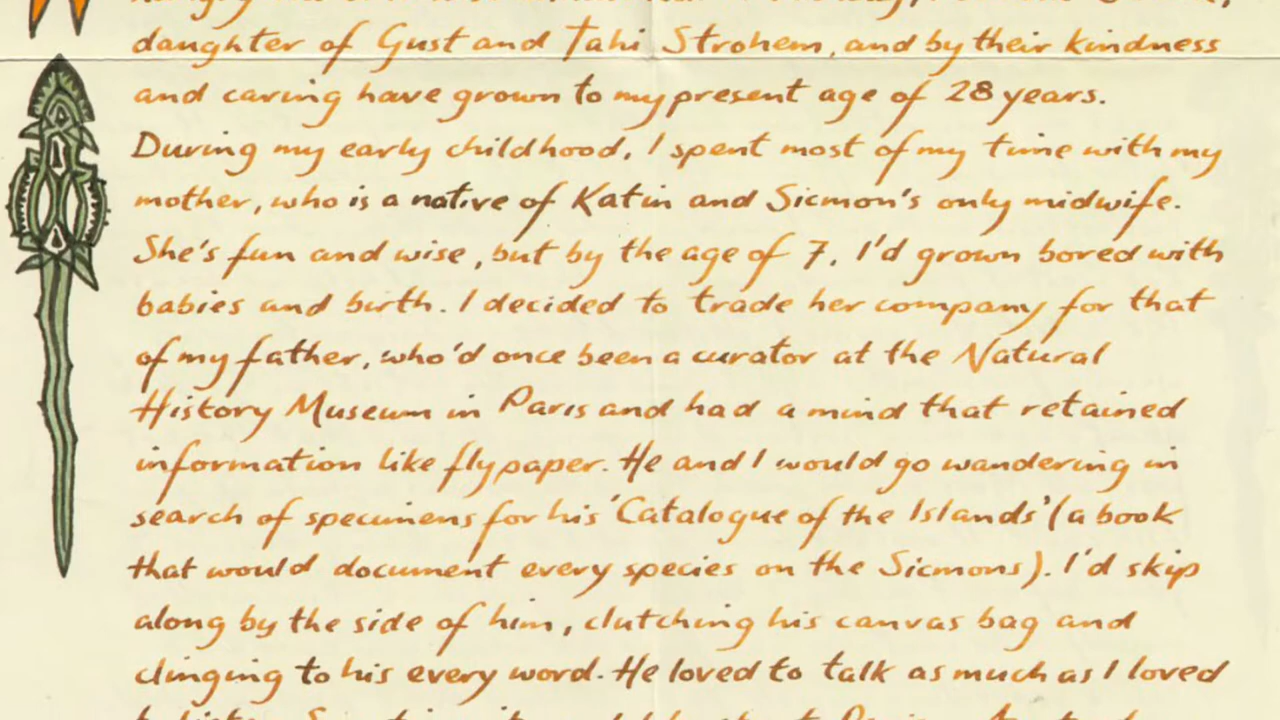 daughter of Gust and Tahi Strohem, and by their kindness
and caring have grown to my present age of 28 years.
During my early childhood, I spent most of my time with my
mother, who is a native of Katin and Sicmon's only midwife.
She's fun and wise, but by the age of 7, I'd grown bored with
babies and birth. I decided to trade her company for that
of my father, who'd once been a curator at the Natural
History Museum in Paris and had a mind that retained
information like flypaper. He and I would go wandering in
search of specimens for his 'Catalogue of the Islands' (a book
that would document every species on the Sicmons). I'd skip
along by the side of him, clutching his canvas bag and
clinging to his every word. He loved to talk as much as I loved